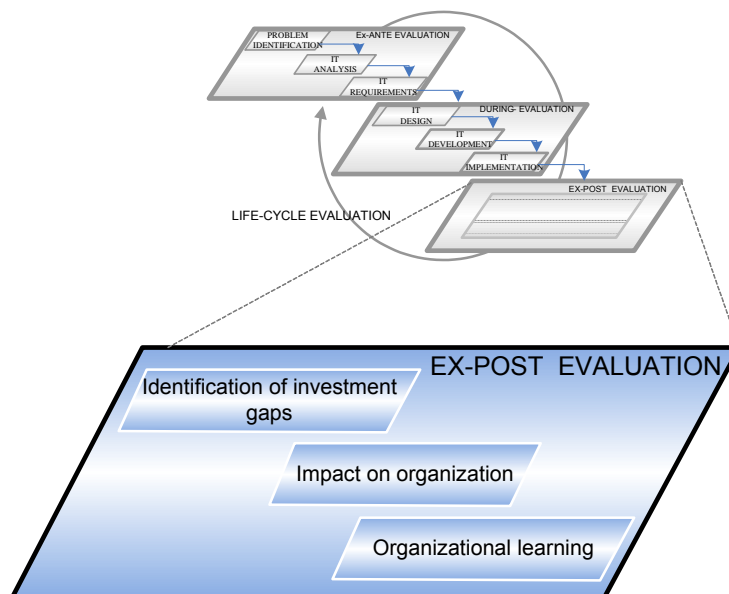 PROBLEM
IDENTIFICATION
Ex-ANTE EVALUATION
IT
ANALYSIS
IT
REQUIREMENTS
IT
DESIGN
DURING- EVALUATION
IT
DEVELOPMENT
IT
IMPLEMENTATION
EX-POST EVALUATION
LIFE-CYCLE EVALUATION
EX-POST EVALUATION
Identification of investment
gaps
Impact on organization
Organizational learning